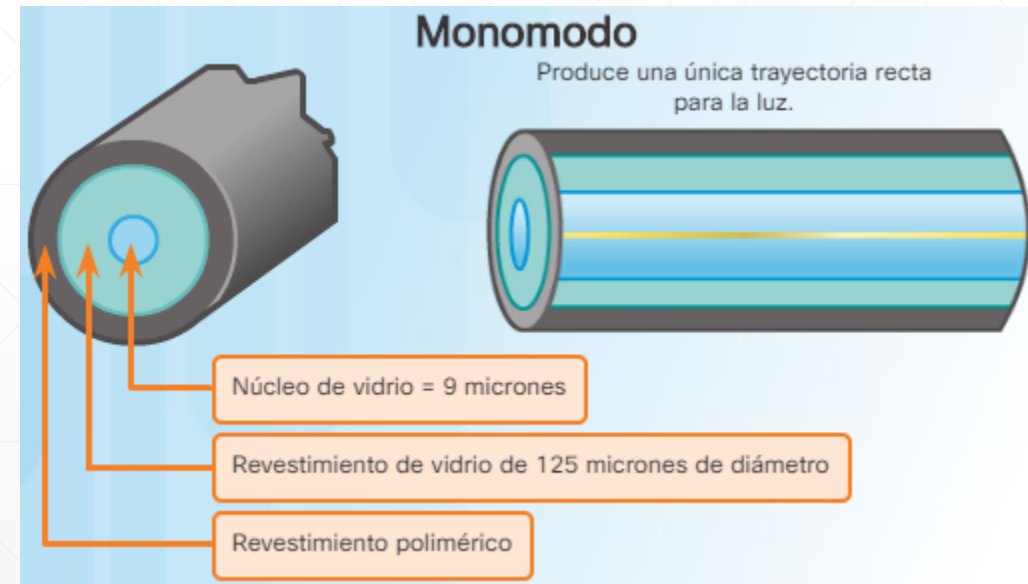 Monomodo
Produce una única trayectoria recta
para la luz.
Núcleo de vidrio = 9 micrones
Revestimiento de vidrio de 125 micrones de diámetro
Revestimiento polimérico